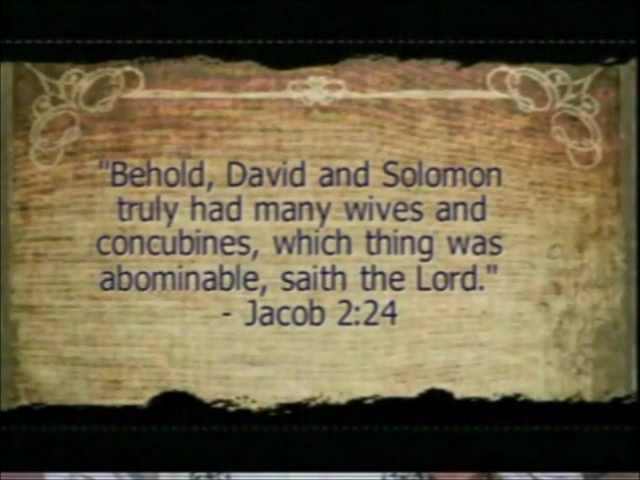 "Behold, David and Solomon
truly had many wives and
concubines, which thing was
abominable, saith the Lord."
- Jacob 2:24